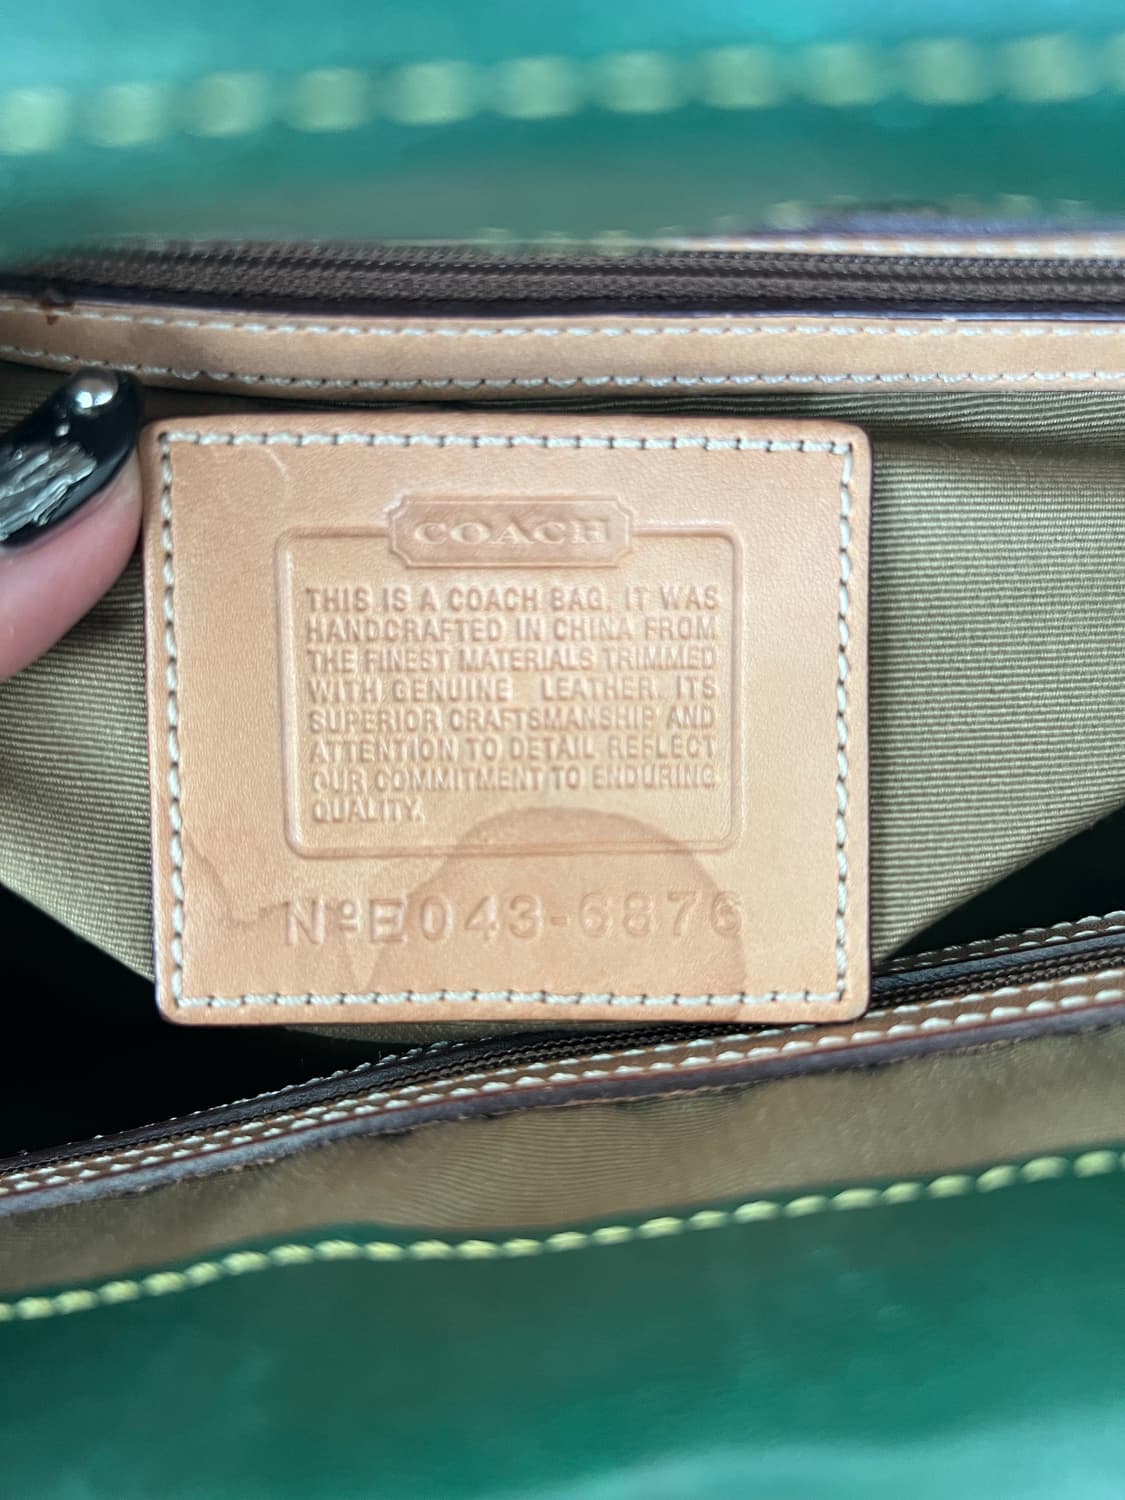 COACH
THIS IS A COACH BAG. IT WAS
HANDCRAFTED IN CHINA FROM
THE FINEST MATERIALS TRIMMED
WITH GENUINE LEATHER. ITS
SUPERIOR CRAFTSMANSHIP AND
ATTENTION TO DETAIL REFLECT
OUR COMMITMENT TO ENDURING
QUALITY.
NºE043-6876